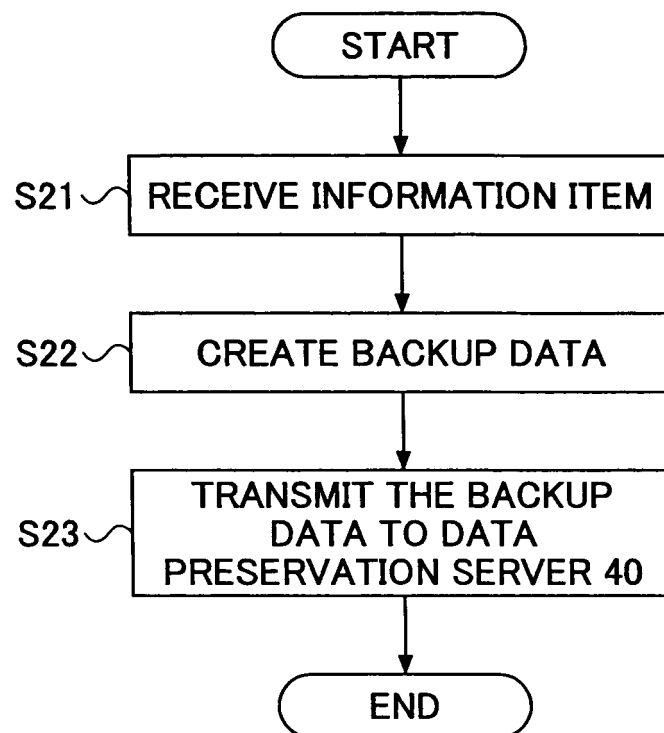 START
S21 RECEIVE INFORMATION ITEM
S22 CREATE BACKUP DATA
TRANSMIT THE BACKUP
S23 DATA TO DATA
PRESERVATION SERVER 40
END